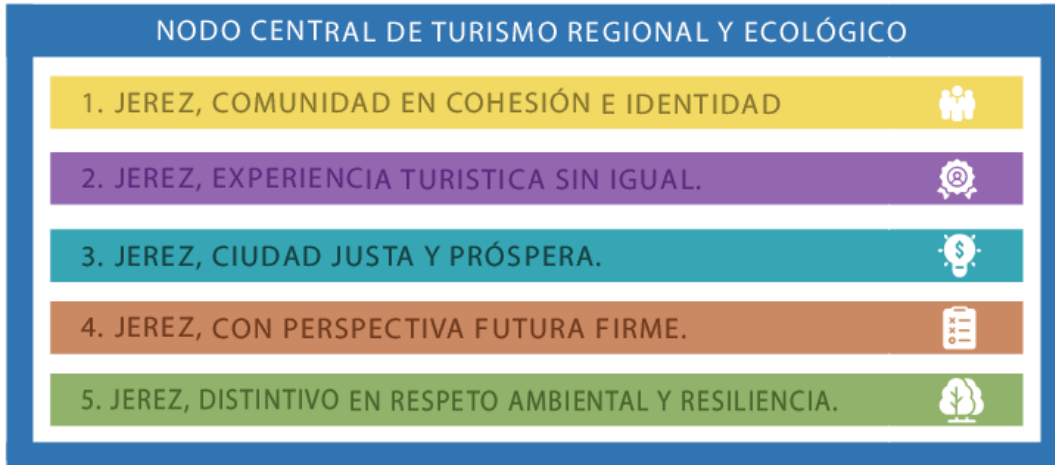 NODO CENTRAL DE TURISMO REGIONAL Y ECOLÓGICO
1. JEREZ, COMUNIDAD EN COHESIÓN E IDENTIDAD
2. JEREZ, EXPERIENCIA TURISTICA SIN IGUAL.
3. JEREZ, CIUDAD JUSTA Y PRÓSPERA.
4. JEREZ, CON PERSPECTIVA FUTURA FIRME.
5. JEREZ, DISTINTIVO EN RESPETO AMBIENTAL Y RESILIENCIA.